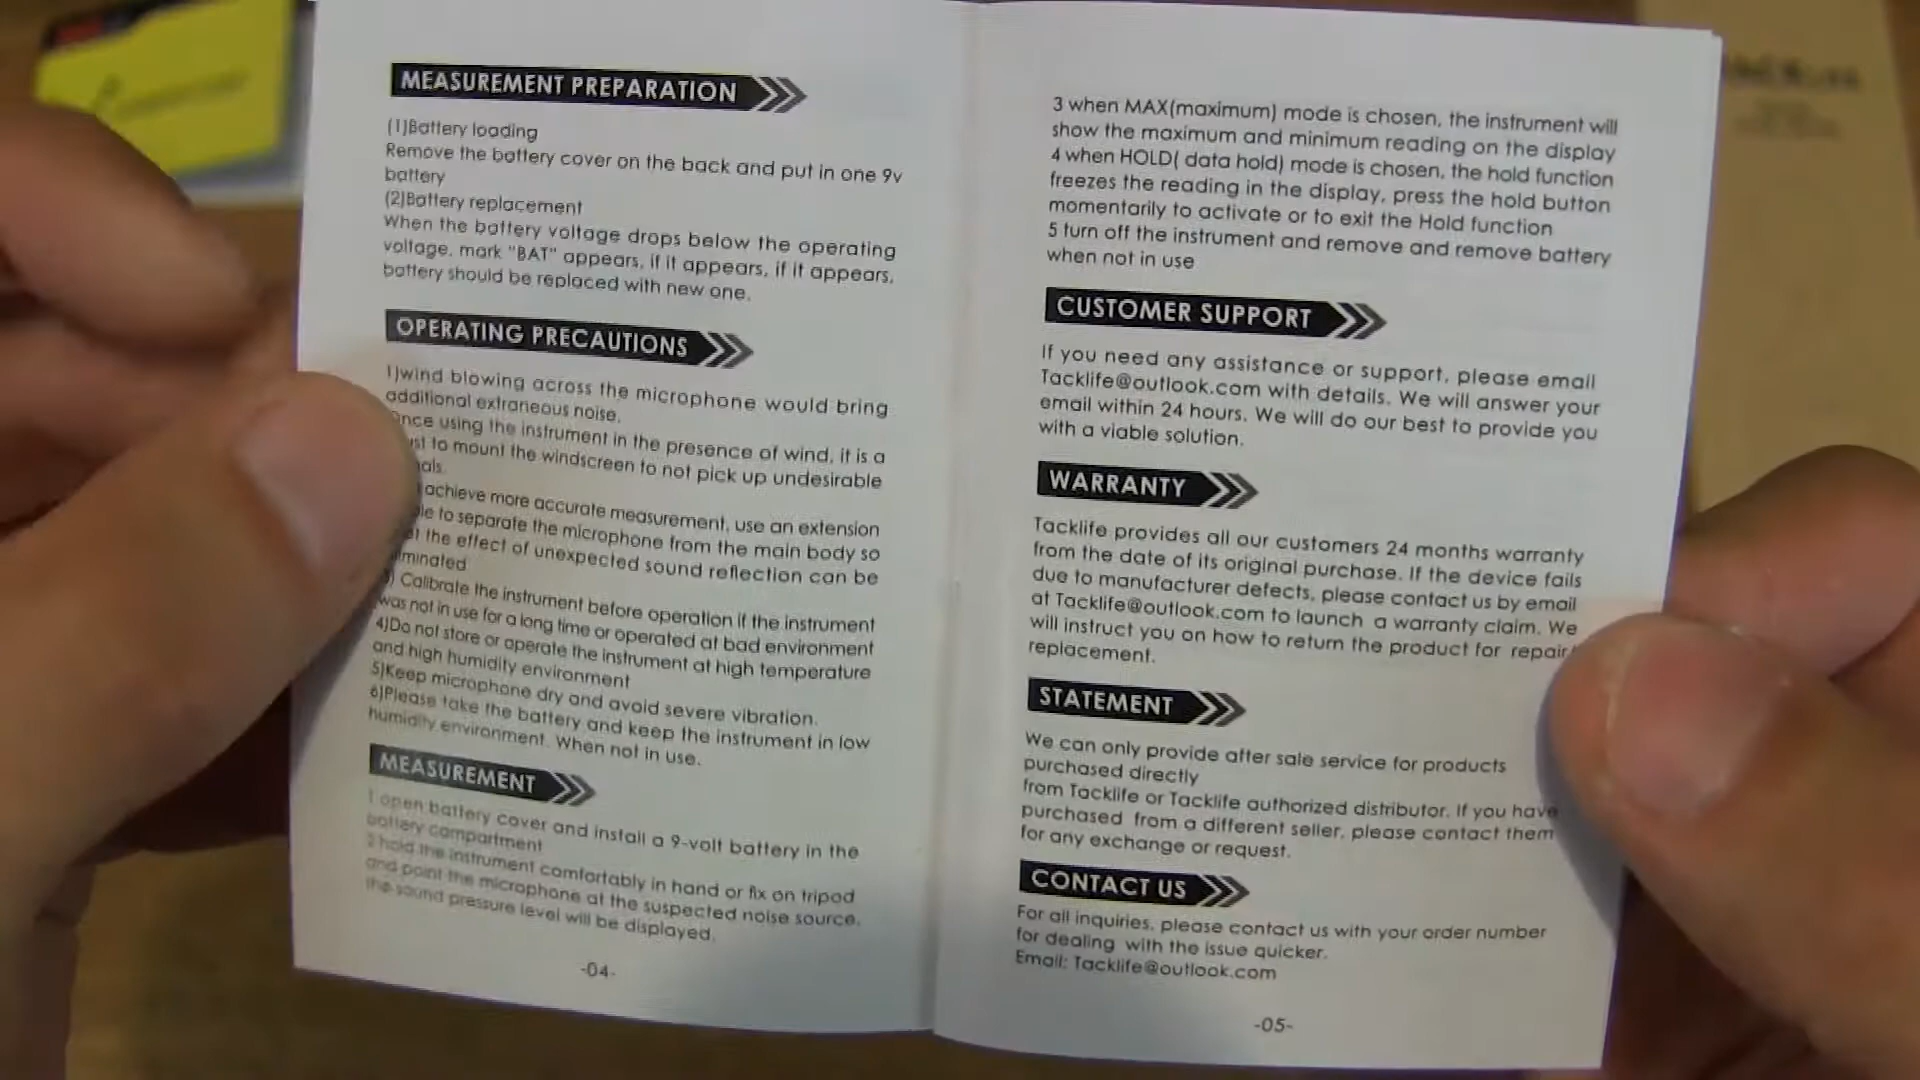 MEASUREMENT PREPARATION
(1)Battery loading
Remove the battery cover on the back and put in one 9v
battery
(2)Battery replacement
When the battery voltage drops below the operating
voltage, mark "BAT" appears, if it appears, if it appears,
battery should be replaced with new one.
OPERATING PRECAUTIONS
1)wind blowing across the microphone would bring
additional extraneous noise.
using the instrument in the presence of wind, it is a
to mount the windscreen to not pick up undesirable
achieve more accurate measurement, use an extension
to separate the microphone from the main body so
the effect of unexpected sound reflection can be
Calibrate the instrument before operation if the instrument
was not in use for a long time or operated at bad environment
4)Do not store or operate the instrument at high temperature
and high humidity environment
5)Keep microphone dry and avoid severe vibration.
6)Please take the battery and keep the instrument in low
humidity environment. When not in use.
MEASUREMENT
1 open battery cover and install a 9-volt battery in the
battery compartment
2 hold the instrument comfortably in hand or fix on tripod
and point the microphone at the suspected noise source,
the sound pressure level will be displayed.
-04-
3 when MAX(maximum) mode is chosen, the instrument will
show the maximum and minimum reading on the display
4 when HOLD( data hold) mode is chosen, the hold function
freezes the reading in the display, press the hold button
momentarily to activate or to exit the Hold function
5 turn off the instrument and remove and remove battery
when not in use
CUSTOMER SUPPORT
If you need any assistance or support, please email
Tacklife@outlook.com with details. We will answer your
email within 24 hours. We will do our best to provide you
with a viable solution.
WARRANTY
Tacklife provides all our customers 24 months warranty
from the date of its original purchase. If the device fails
due to manufacturer defects, please contact us by email
at Tacklife@outlook.com to launch a warranty claim. We
will instruct you on how to return the product for repair/
replacement.
STATEMENT
We can only provide after sale service for products
purchased directly
from Tacklife or Tacklife authorized distributor. If you have
purchased from a different seller, please contact them
for any exchange or request.
CONTACT US
For all inquiries, please contact us with your order number
for dealing with the issue quicker.
Email: Tacklife@outlook.com
-05-